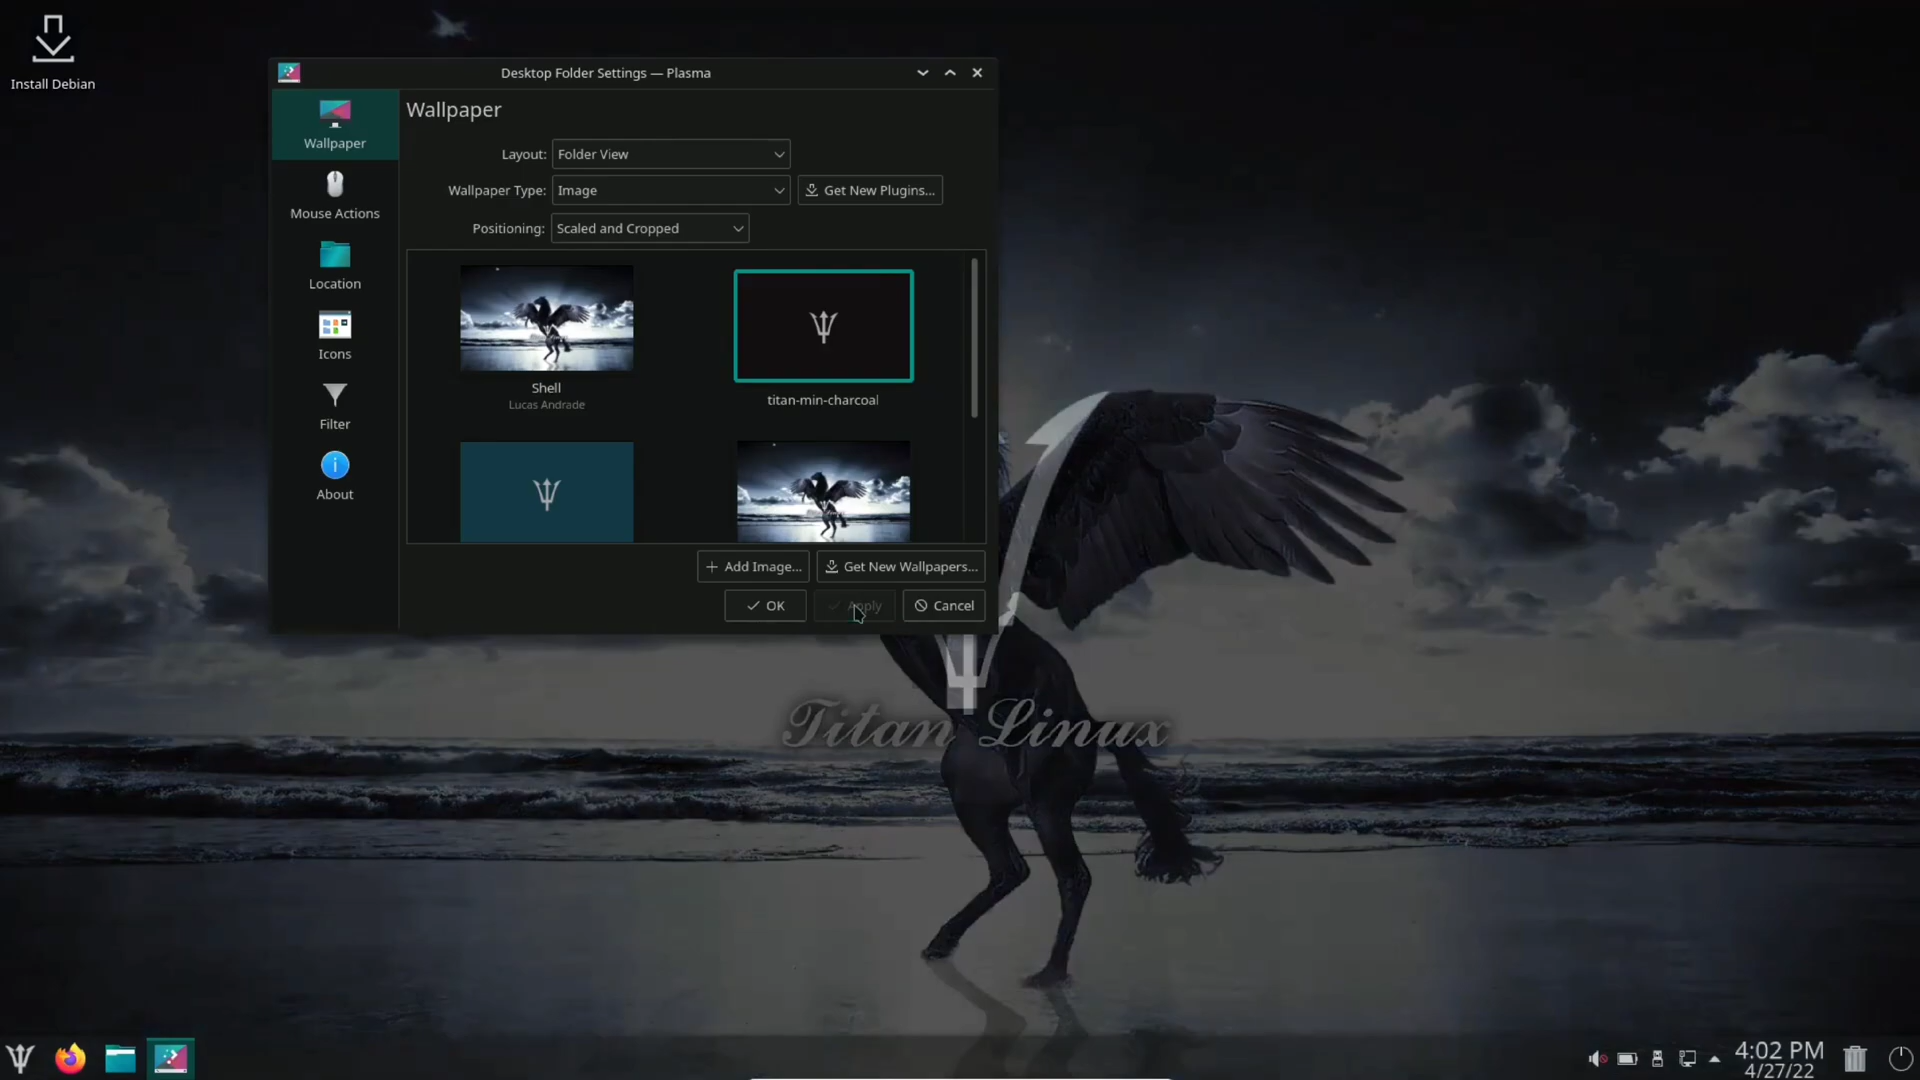 Install Debian
Desktop Folder Settings — Plasma
Wallpaper
Mouse Actions
Location
Icons
Filter
About
Wallpaper
Layout:
Folder View
Wallpaper Type:
Image
Get New Plugins...
Positioning:
Scaled and Cropped
Shell
Lucas Andrade
titan-min-charcoal
Add Image...
Get New Wallpapers...
OK
Apply
Cancel
Titan Linux
4:02 PM
4/27/22